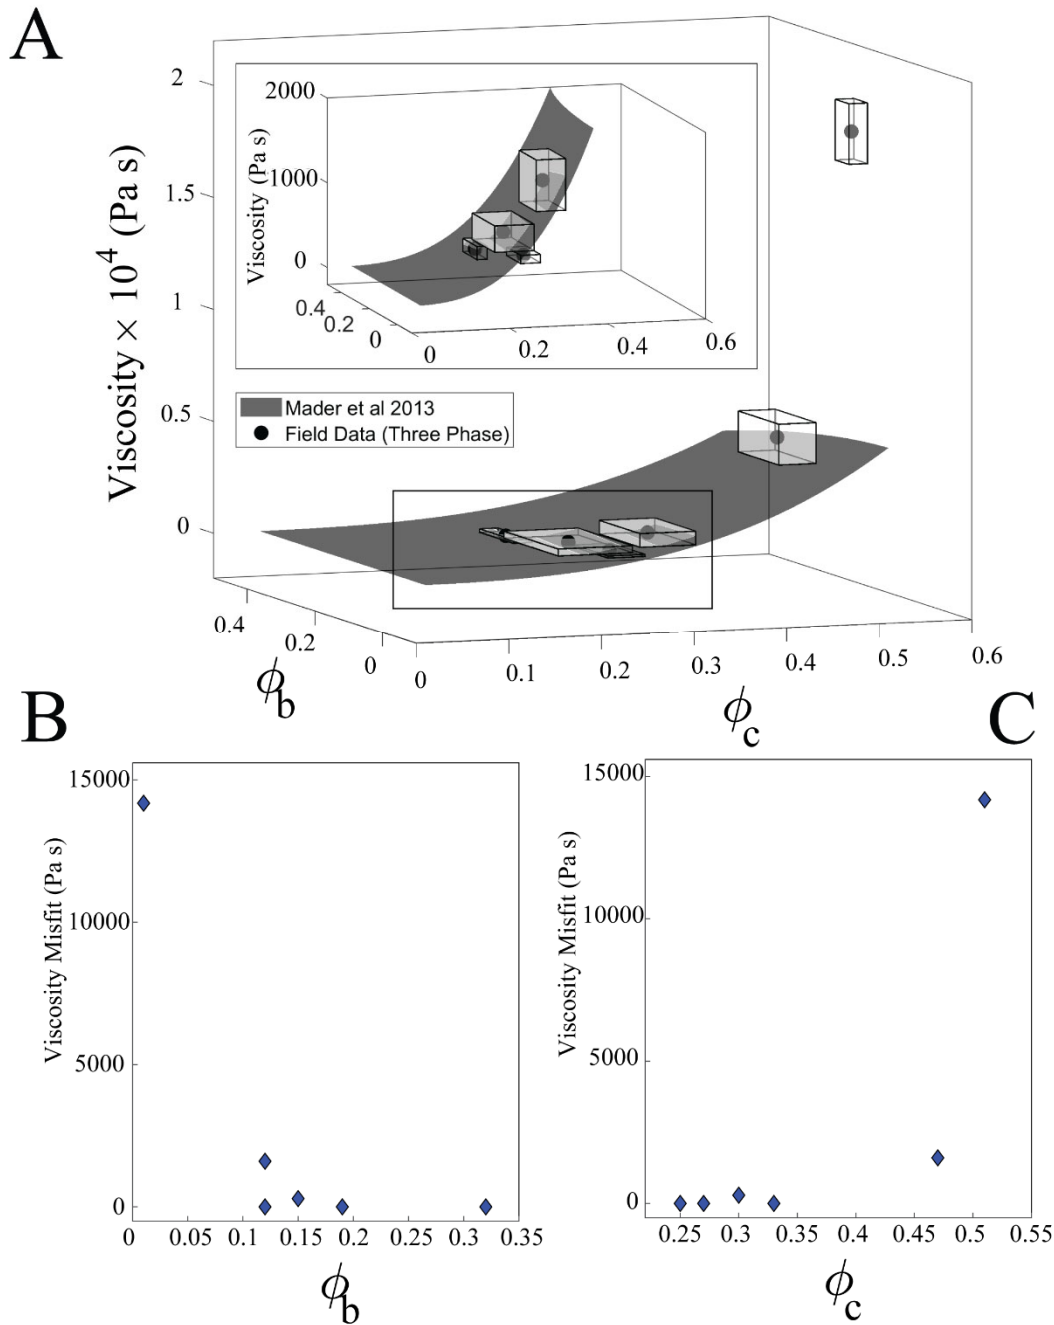 A
Viscosity × 10⁴ (Pa s)
2
1.5
1
0.5
0
0.4
0.2
0
ϕb
0
0.1
0.2
0.3
0.4
0.5
0.6
ϕc
Viscosity (Pa s)
2000
1000
0
0.4
0.2
0
0
0.2
0.4
0.6
Mader et al 2013
Field Data (Three Phase)
B
Viscosity Misfit (Pa s)
15000
10000
5000
0
0 0.05 0.1 0.15 0.2 0.25 0.3 0.35
ϕb
C
Viscosity Misfit (Pa s)
15000
10000
5000
0
0.25 0.3 0.35 0.4 0.45 0.5 0.55
ϕc